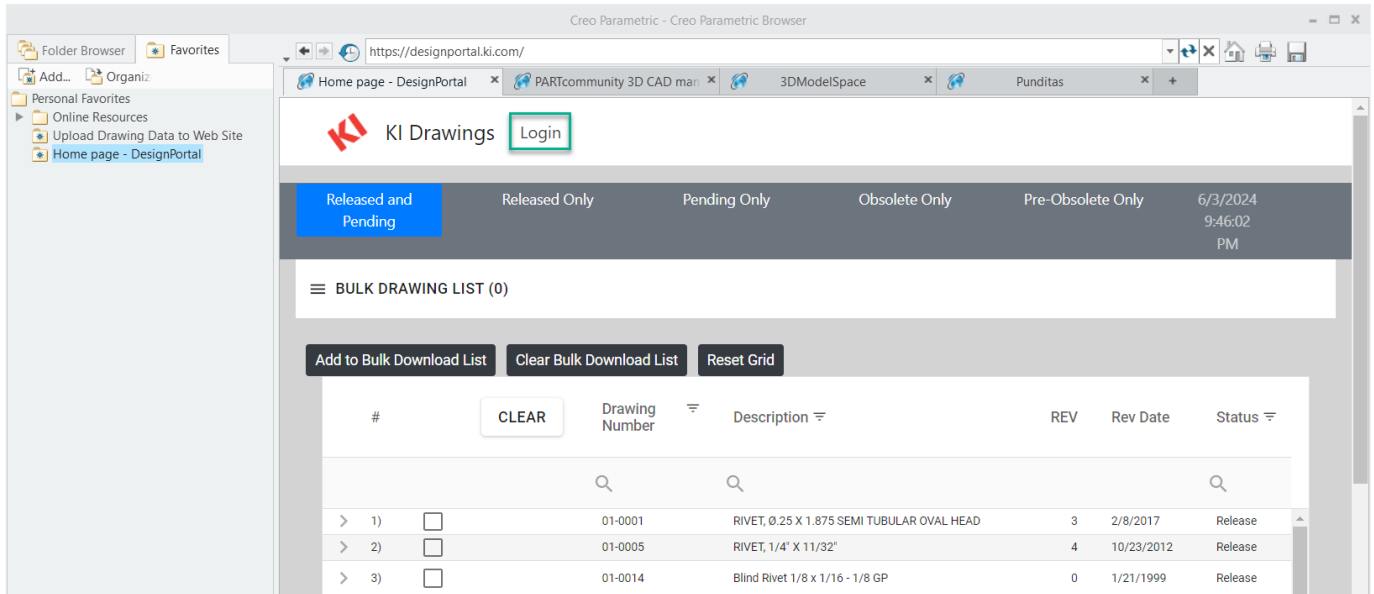 Creo Parametric - Creo Parametric Browser
Folder Browser
Favorites
https://designportal.ki.com/
Add... Organiz
Home page - DesignPortal
PARTcommunity 3D CAD man
3DModelSpace
Punditas
Personal Favorites
Online Resources
Upload Drawing Data to Web Site
Home page - DesignPortal
KI KI Drawings Login
Released and
Pending
Released Only
Pending Only
Obsolete Only
Pre-Obsolete Only
6/3/2024
9:46:02
PM
BULK DRAWING LIST (0)
Add to Bulk Download List Clear Bulk Download List Reset Grid
# CLEAR Drawing
Number
Description REV Rev Date Status
1) 01-0001 RIVET, Ø.25 X 1.875 SEMI TUBULAR OVAL HEAD 3 2/8/2017 Release
2) 01-0005 RIVET, 1/4" X 11/32" 4 10/23/2012 Release
3) 01-0014 Blind Rivet 1/8 x 1/16 - 1/8 GP 0 1/21/1999 Release